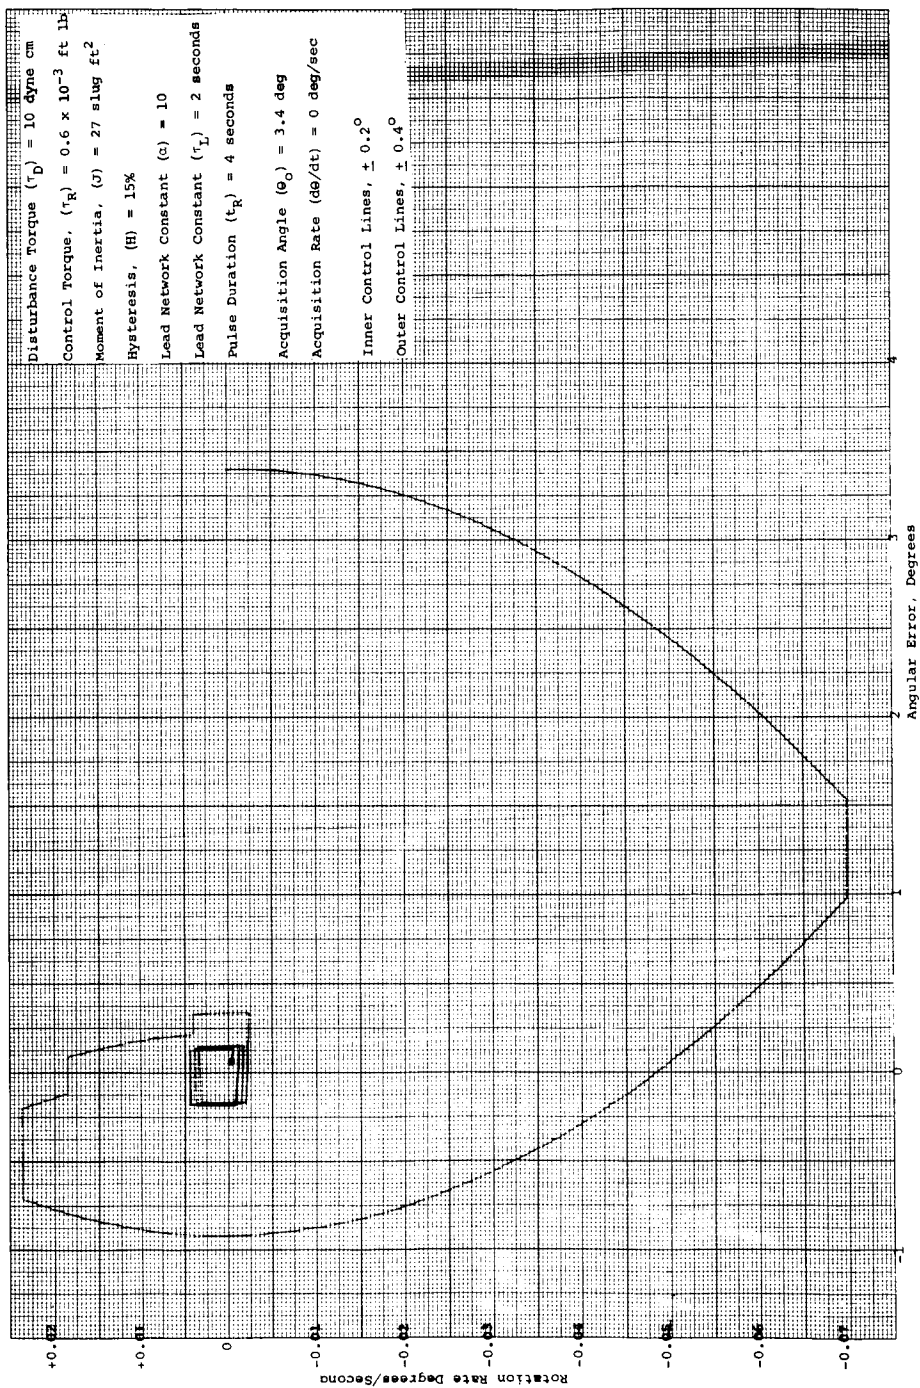 Disturbance Torque (τD) = 10 dyne cm
Control Torque, (τR) = 0.6 x 10⁻³ ft lb
Moment of Inertia, (J) = 27 slug ft²
Hysteresis, (H) = 15%
Lead Network Constant (α) = 10
Lead Network Constant (τL) = 2 seconds
Pulse Duration (tR) = d4 seconds
Acquisition Angle (θo) = 3.4 deg
Acquisition Rate (dθ/dt) = 0 deg/sec
Inner Control Lines, ± 0.2°
Outer Control Lines, ± 0.4°
+0.02
+0.01
0
-0.01
-0.02
-0.03
-0.04
-0.05
-0.06
-0.07
Rotation Rate Degrees/Second
-1
0
1
2
3
4
Angular Error, Degrees